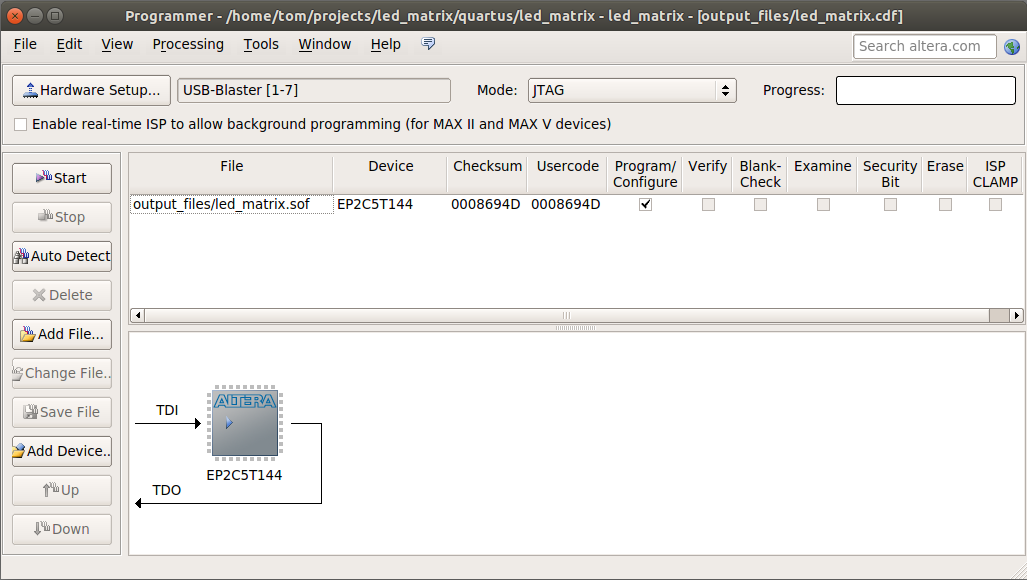 Programmer - /home/tom/projects/led_matrix/quartus/led_matrix - led_matrix - [output_files/led_matrix.cdf]
File Edit View Processing Tools Window Help Search altera.com
Hardware Setup... USB-Blaster [1-7] Mode: JTAG Progress:
Enable real-time ISP to allow background programming (for MAX II and MAX V devices)
Start
Stop
Auto Detect
Delete
Add File...
Change File..
Save File
Add Device..
Up
Down
File Device Checksum Usercode Program/ Verify Blank- Examine Security Erase ISP
Configure Check Bit CLAMP
output_files/led_matrix.sof EP2C5T144 0008694D 0008694D
TDI
ALTERA
EP2C5T144
TDO